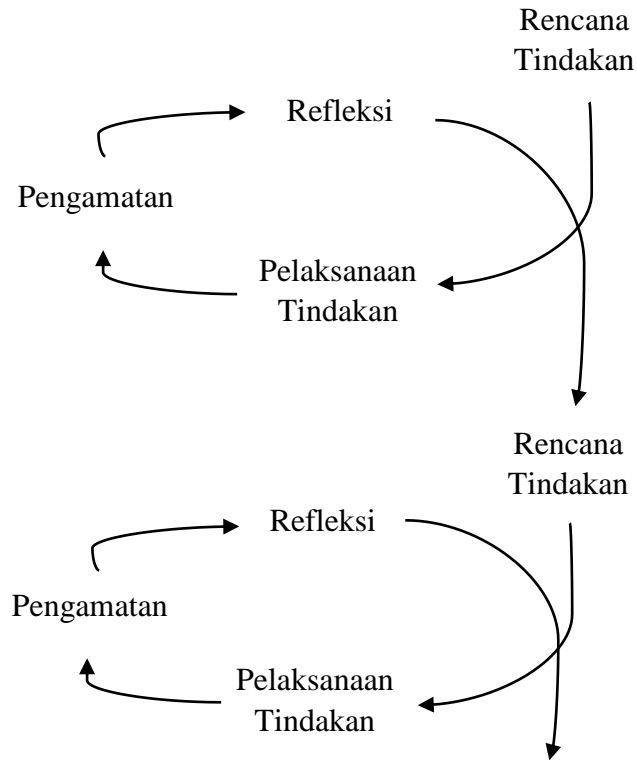 Rencana
Tindakan
Refleksi
Pengamatan
Pelaksanaan
Tindakan
Rencana
Tindakan
Refleksi
Pengamatan
Pelaksanaan
Tindakan